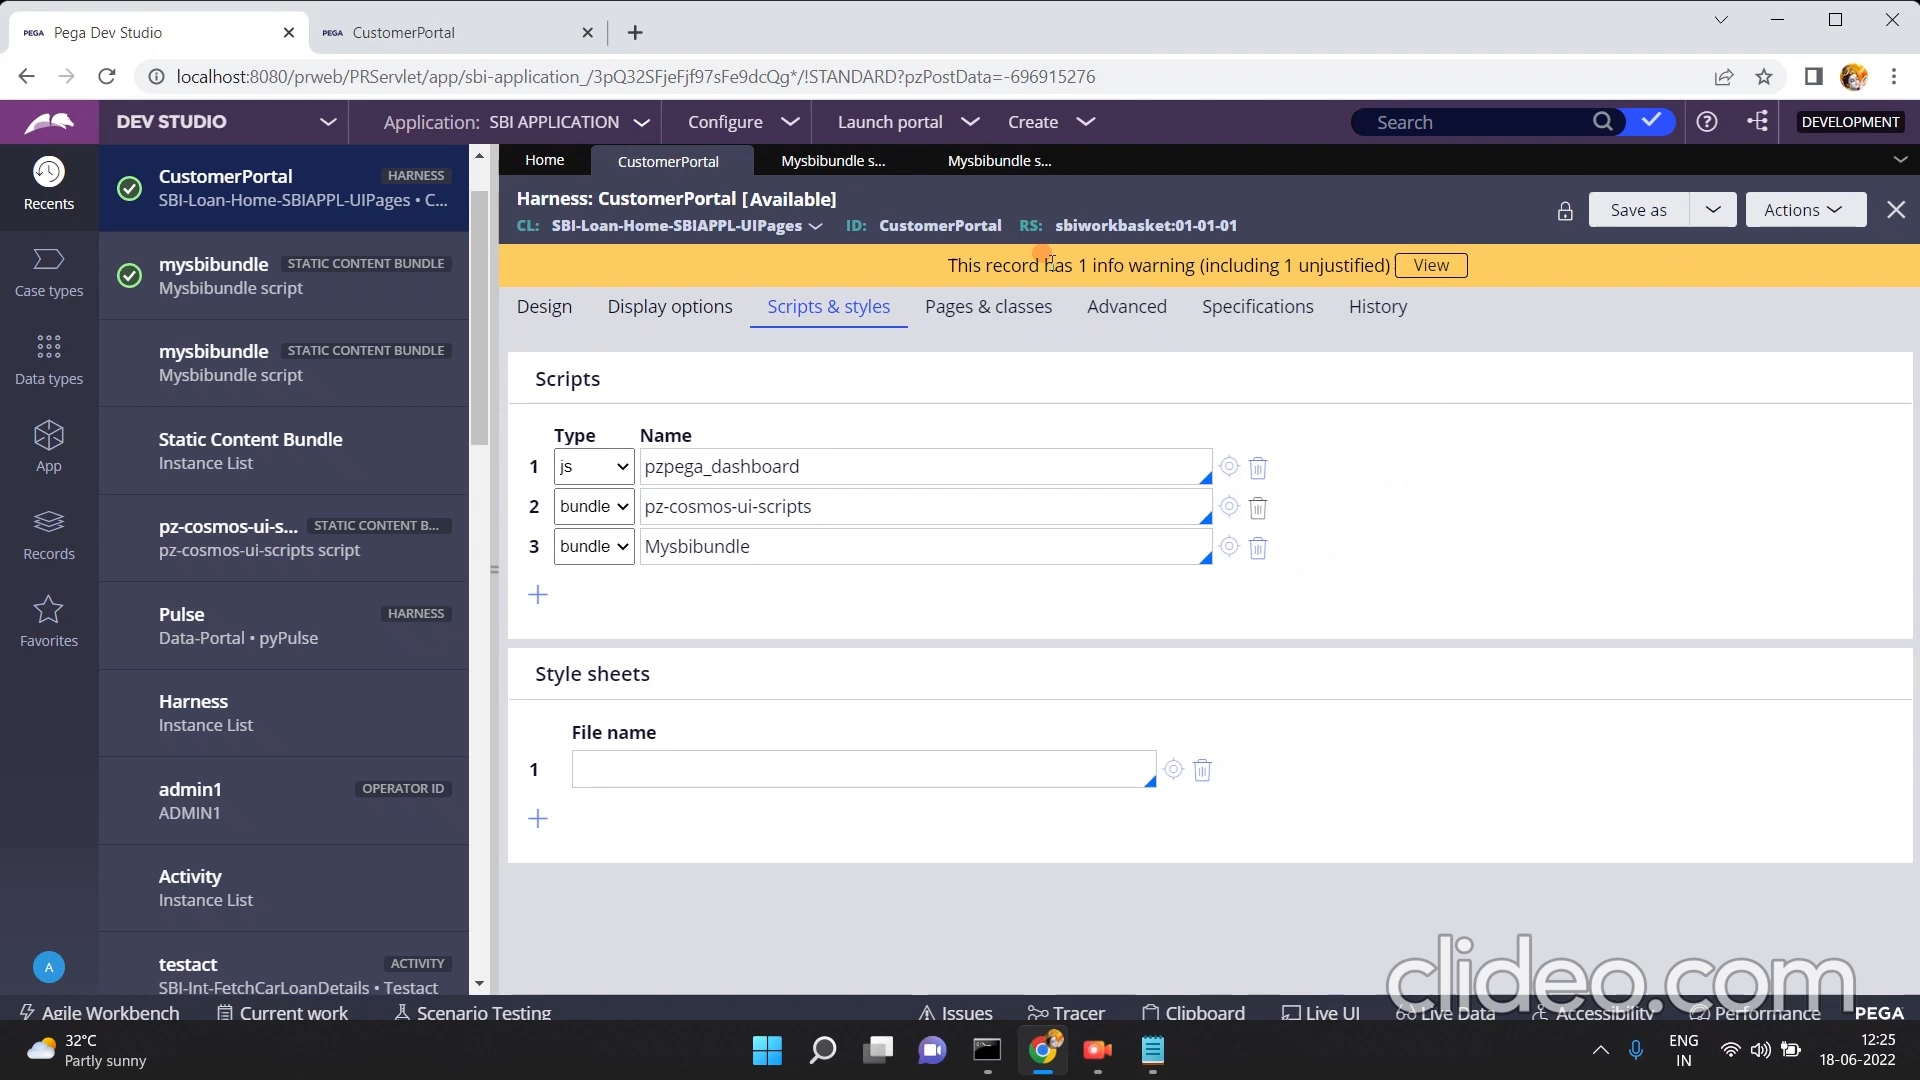 PEGA Pega Dev Studio
PEGA CustomerPortal
localhost:8080/prweb/PRServlet/app/sbi-application_/3pQ32SFjeFjf97sFe9dcQg*/!STANDARD?pzPostData=-696915276
DEV STUDIO
Application: SBI APPLICATION
Configure
Launch portal
Create
Search
DEVELOPMENT
Recents
Case types
Data types
App
Records
Favorites
A
CustomerPortal HARNESS
SBI-Loan-Home-SBIAPPL-UIPages • C...
mysbibundle STATIC CONTENT BUNDLE
Mysbibundle script
mysbibundle STATIC CONTENT BUNDLE
Mysbibundle script
Static Content Bundle
Instance List
pz-cosmos-ui-s... STATIC CONTENT B...
pz-cosmos-ui-scripts script
Pulse HARNESS
Data-Portal • pyPulse
Harness
Instance List
admin1 OPERATOR ID
ADMIN1
Activity
Instance List
testact ACTIVITY
SBI-Int-FetchCarLoanDetails • Testact
Home
CustomerPortal
Mysbibundle s...
Mysbibundle s...
Harness: CustomerPortal [Available]
CL: SBI-Loan-Home-SBIAPPL-UIPages ID: CustomerPortal RS: sbiworkbasket:01-01-01
Save as
Actions
This record has 1 info warning (including 1 unjustified) View
Design
Display options
Scripts & styles
Pages & classes
Advanced
Specifications
History
Scripts
Type Name
1 js pzpega_dashboard
2 bundle pz-cosmos-ui-scripts
3 bundle Mysbibundle
Style sheets
File name
1
clideo.com
Agile Workbench
Current work
Scenario Testing
Issues
Tracer
Clipboard
Live UI
Live Data
Accessibility
Performance
PEGA
32°C
Partly sunny
ENG
IN
12:25
18-06-2022